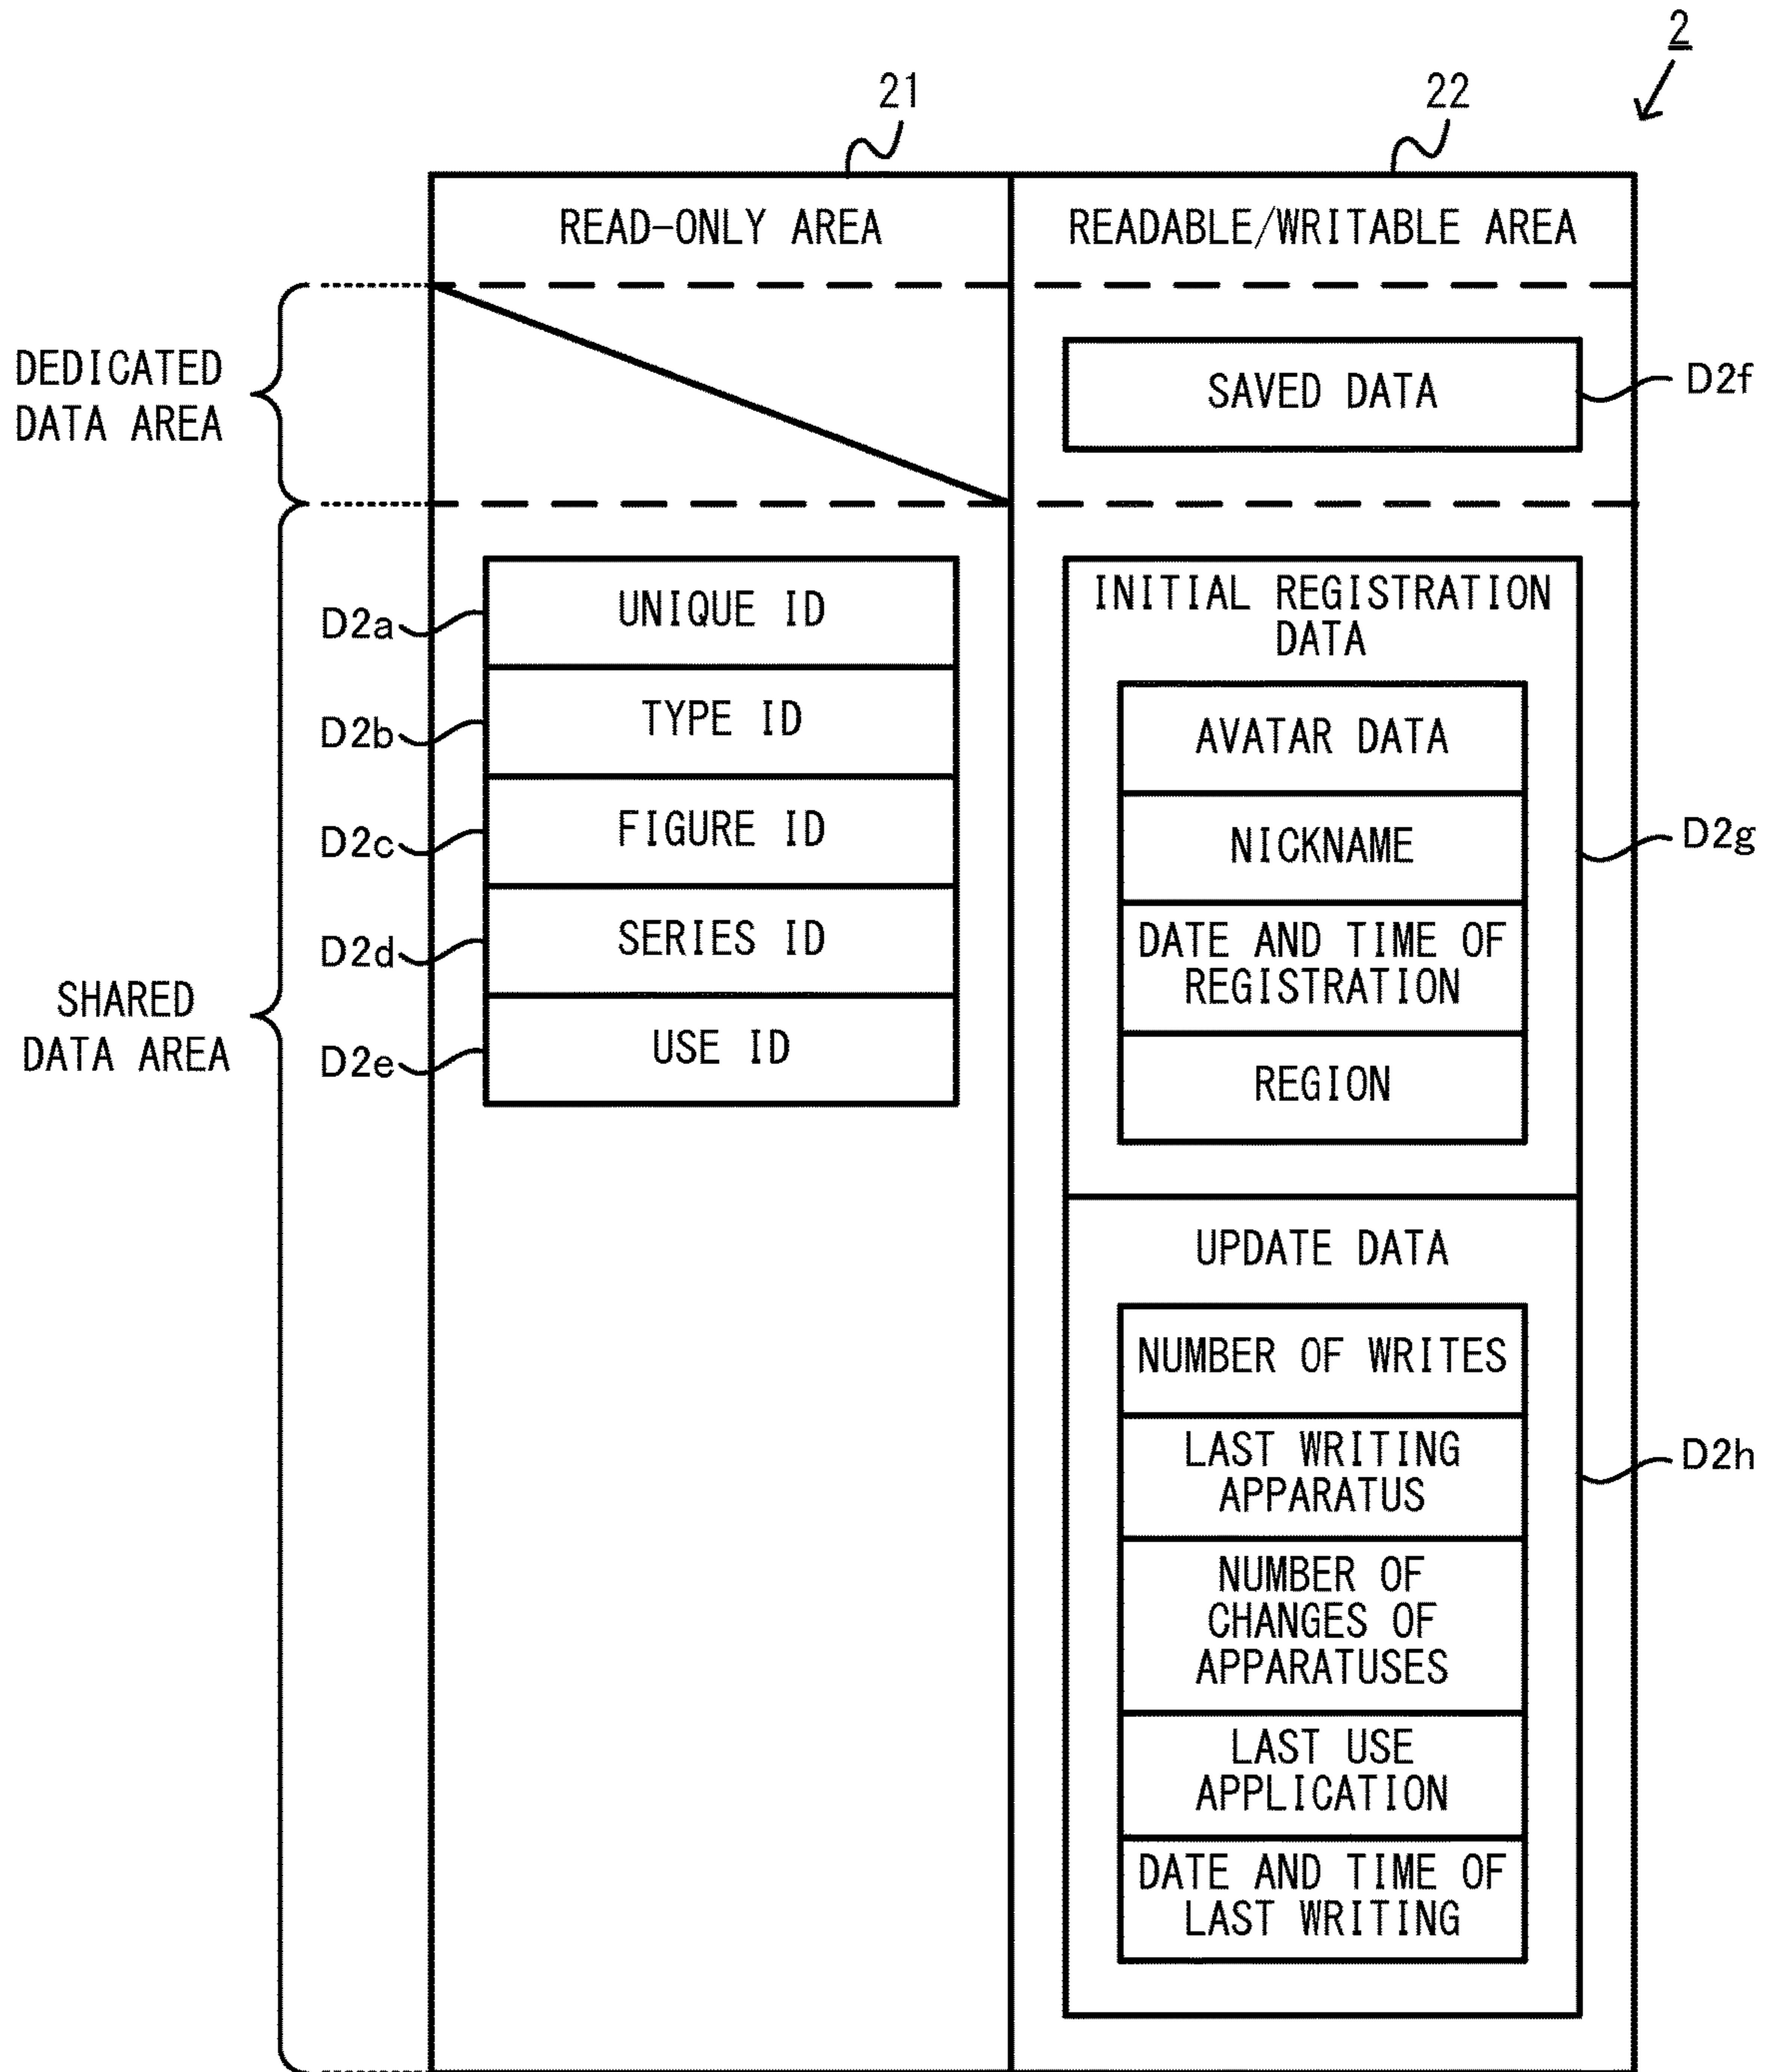 2
21
22
READ-ONLY AREA
READABLE/WRITABLE AREA
DEDICATED
DATA AREA
SAVED DATA
D2f
SHARED
DATA AREA
D2a
UNIQUE ID
D2b
TYPE ID
D2c
FIGURE ID
D2d
SERIES ID
D2e
USE ID
INITIAL REGISTRATION
DATA
AVATAR DATA
NICKNAME
DATE AND TIME OF
REGISTRATION
REGION
D2g
UPDATE DATA
NUMBER OF WRITES
LAST WRITING
APPARATUS
NUMBER OF
CHANGES OF
APPARATUSES
LAST USE
APPLICATION
DATE AND TIME OF
LAST WRITING
D2h